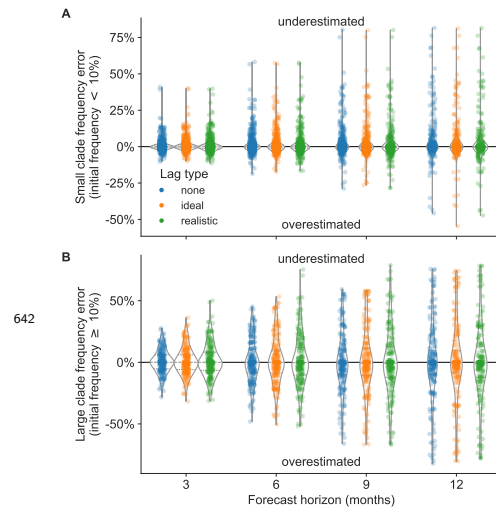 A
underestimated
75%
50%
25%
0%
-25%
-50%
Small clade frequency error
(initial frequency < 10%)
Lag type
none
ideal
realistic
overestimated
B
underestimated
50%
0%
-50%
Large clade frequency error
(initial frequency ≥ 10%)
overestimated
642
3 6 9 12
Forecast horizon (months)